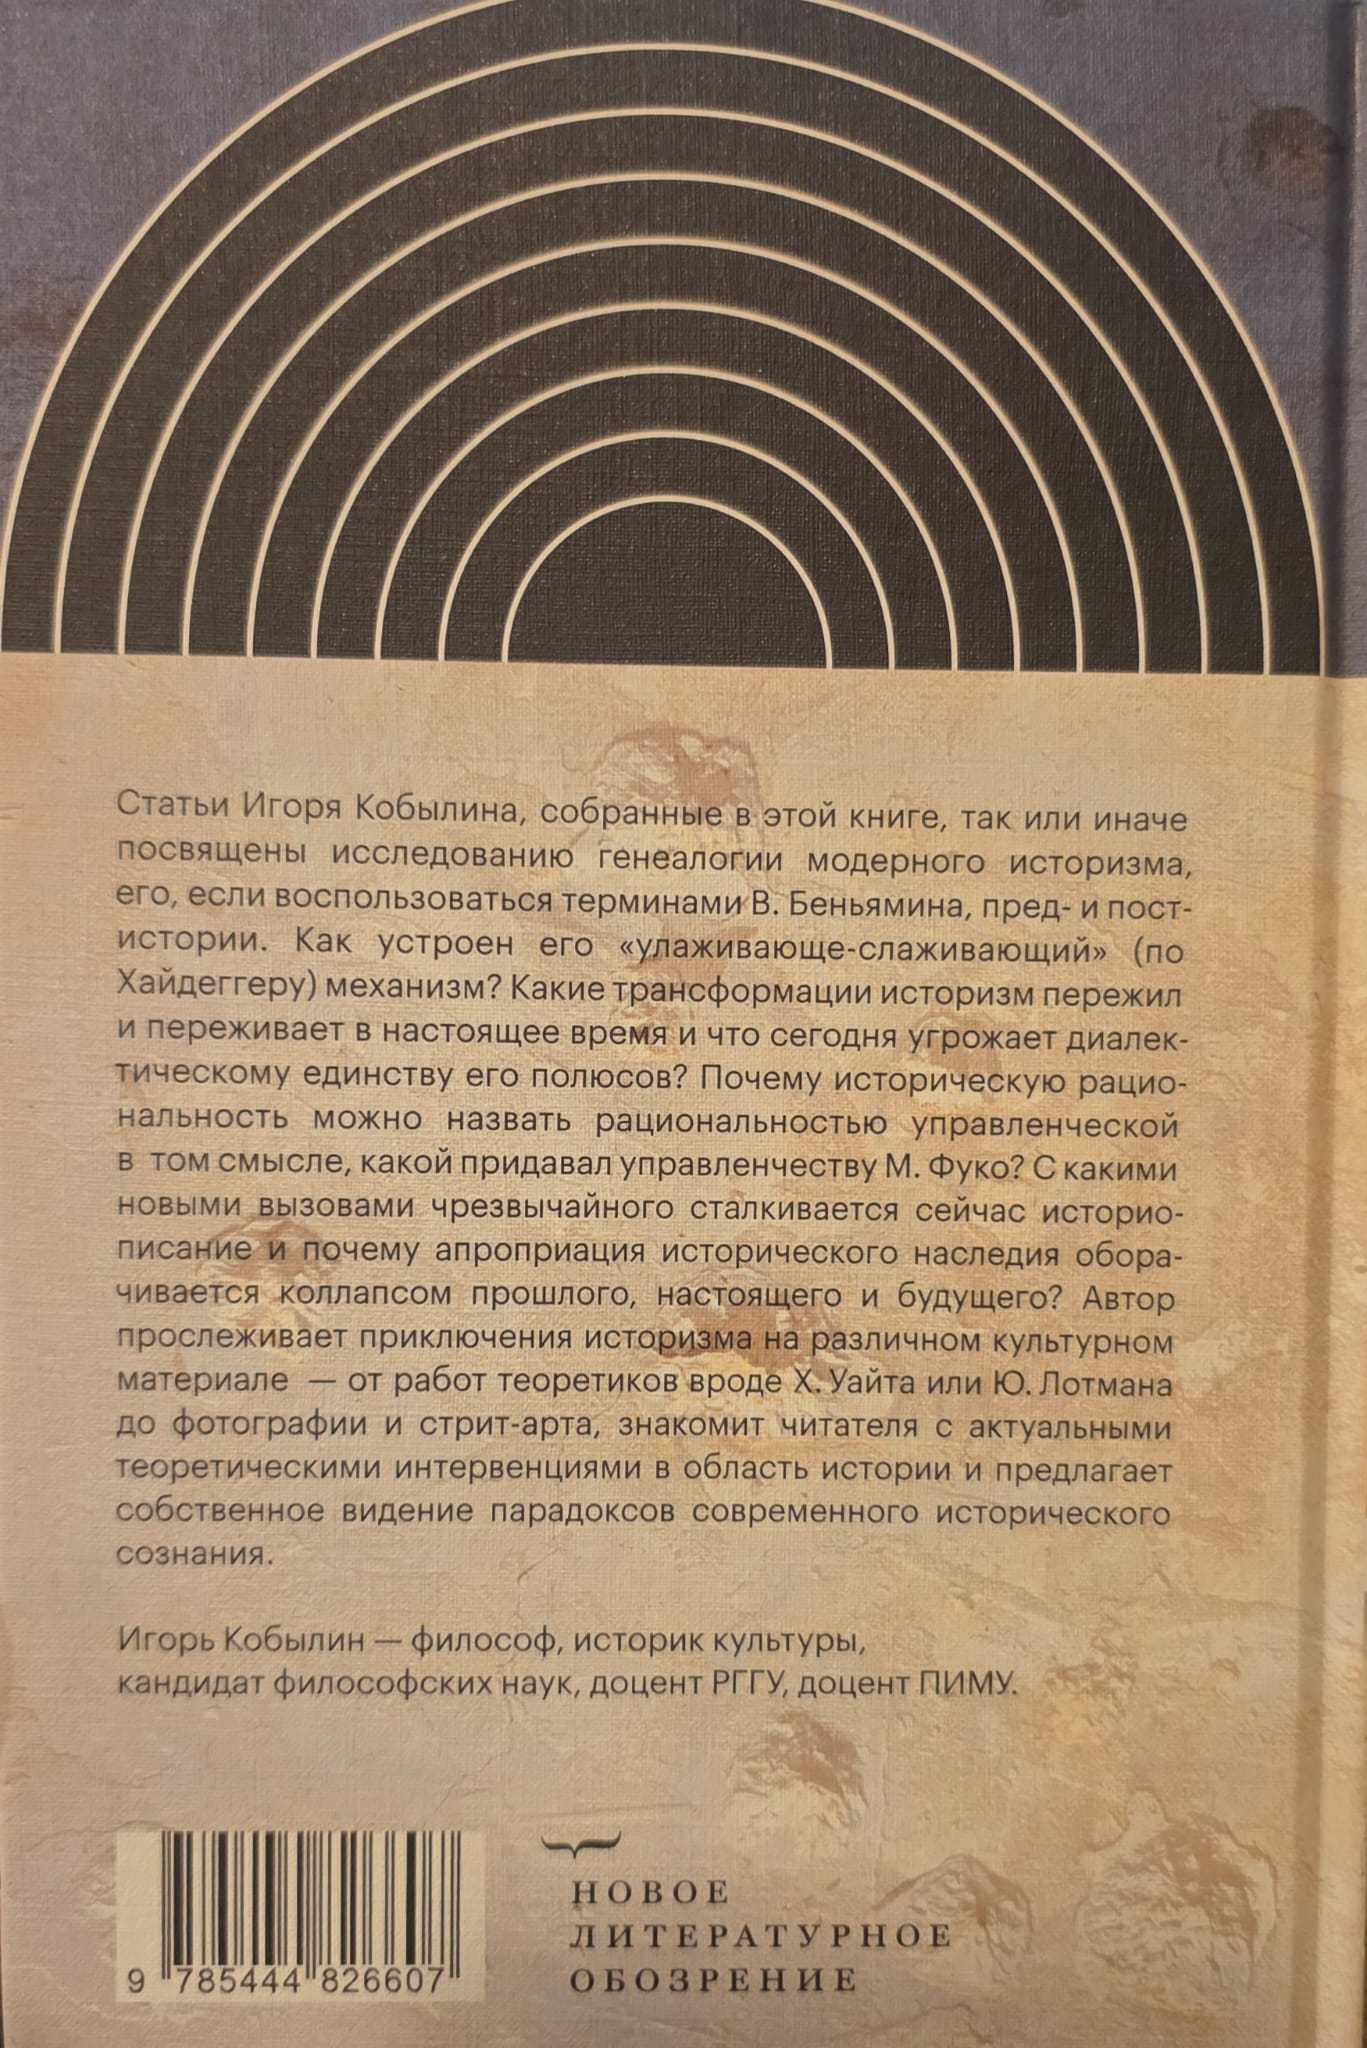 Статьи Игоря Кобылина, собранные в этой книге, так или иначе
посвящены исследованию генеалогии модерного историзма,
его, если воспользоваться терминами В. Беньямина, пред- и пост-
истории. Как устроен его «улаживающе-слаживающий» (по
Хайдеггеру) механизм? Какие трансформации историзм пережил
и переживает в настоящее время и что сегодня угрожает диалек-
тическому единству его полюсов? Почему историческую рацио-
нальность можно назвать рациональностью управленческой
в том смысле, какой придавал управленчеству М. Фуко? С какими
новыми вызовами чрезвычайного сталкивается сейчас историо-
писание и почему апроприация исторического наследия обора-
чивается коллапсом прошлого, настоящего и будущего? Автор
прослеживает приключения историзма на различном культурном
материале — от работ теоретиков вроде Х. Уайта или Ю. Лотмана
до фотографии и стрит-арта, знакомит читателя с актуальными
теоретическими интервенциями в область истории и предлагает
собственное видение парадоксов современного исторического
сознания.
Игорь Кобылин — философ, историк культуры,
кандидат философских наук, доцент РГГУ, доцент ПИМУ.
9 785444 826607
НОВОЕ
ЛИТЕРАТУРНОЕ
ОБОЗРЕНИЕ